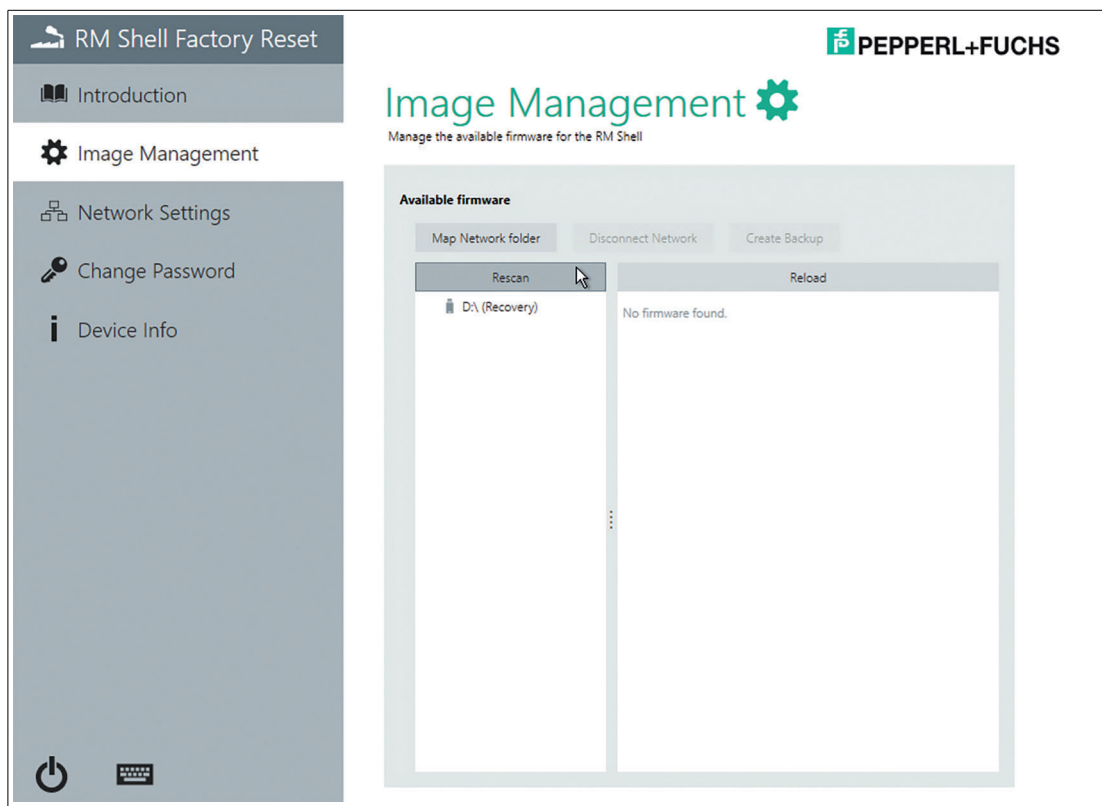 RM Shell Factory Reset
Introduction
Image Management
Network Settings
Change Password
Device Info
PEPPERL+FUCHS
Image Management
Manage the available firmware for the RM Shell
Available firmware
Map Network folder
Disconnect Network
Create Backup
Rescan
Reload
D:\ (Recovery)
No firmware found.